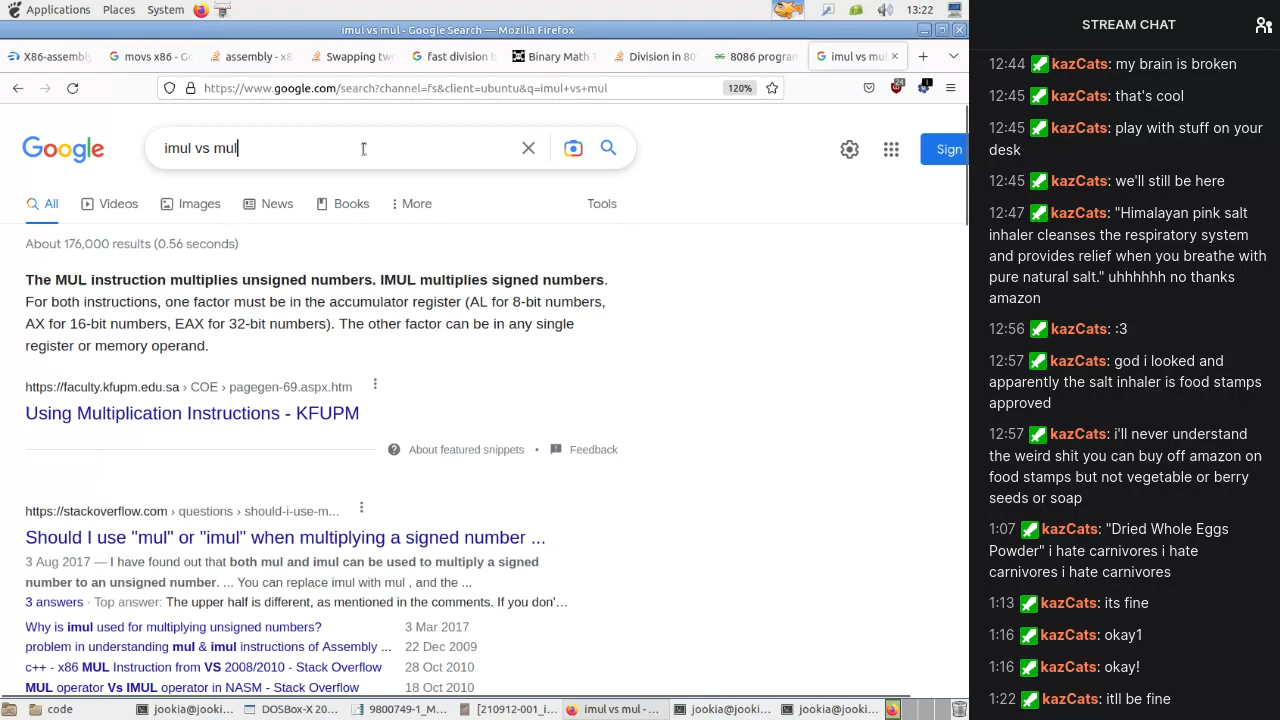 Applications Places System 13:22
imul vs mul - Google Search — Mozilla Firefox
X86-assembly movs x86 - G assembly - x8 Swapping two fast division b Binary Math T Division in 80 8086 progran imul vs mul
https://www.google.com/search?channel=fs&client=ubuntu&q=imul+vs+mul 120% 24 1
Google imul vs mul Sign
All Videos Images News Books More Tools
About 176,000 results (0.56 seconds)
The MUL instruction multiplies unsigned numbers. IMUL multiplies signed numbers.
For both instructions, one factor must be in the accumulator register (AL for 8-bit numbers,
AX for 16-bit numbers, EAX for 32-bit numbers). The other factor can be in any single
register or memory operand.
https://faculty.kfupm.edu.sa › COE › pagegen-69.aspx.htm
Using Multiplication Instructions - KFUPM
About featured snippets • Feedback
https://stackoverflow.com › questions › should-i-use-m...
Should I use "mul" or "imul" when multiplying a signed number ...
3 Aug 2017 — I have found out that both mul and imul can be used to multiply a signed
number to an unsigned number. ... You can replace imul with mul , and the ...
3 answers · Top answer: The upper half is different, as mentioned in the comments. If you don'…
Why is imul used for multiplying unsigned numbers? 3 Mar 2017
problem in understanding mul & imul instructions of Assembly ... 22 Dec 2009
c++ - x86 MUL Instruction from VS 2008/2010 - Stack Overflow 28 Oct 2010
MUL operator Vs IMUL operator in NASM - Stack Overflow 18 Oct 2010
code jookia@jooki... DOSBox-X 20... 9800749-1_M... [210912-001_i... imul vs mul - ... jookia@jooki... jookia@jooki...
STREAM CHAT
12:44 kazCats: my brain is broken
12:45 kazCats: that's cool
12:45 kazCats: play with stuff on your
desk
12:45 kazCats: we'll still be here
12:47 kazCats: "Himalayan pink salt
inhaler cleanses the respiratory system
and provides relief when you breathe with
pure natural salt." uhhhhhh no thanks
amazon
12:56 kazCats: :3
12:57 kazCats: god i looked and
apparently the salt inhaler is food stamps
approved
12:57 kazCats: i'll never understand
the weird shit you can buy off amazon on
food stamps but not vegetable or berry
seeds or soap
1:07 kazCats: "Dried Whole Eggs
Powder" i hate carnivores i hate
carnivores i hate carnivores
1:13 kazCats: its fine
1:16 kazCats: okay1
1:16 kazCats: okay!
1:22 kazCats: itll be fine